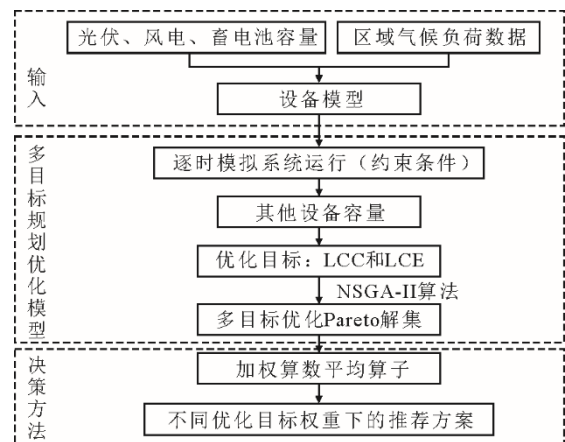 光伏、风电、畜电池容量
区域气候负荷数据
输入
设备模型
多目标规划优化模型
逐时模拟系统运行（约束条件）
其他设备容量
优化目标：LCC和LCE
NSGA-II算法
多目标优化Pareto解集
决策方法
加权算数平均算子
不同优化目标权重下的推荐方案